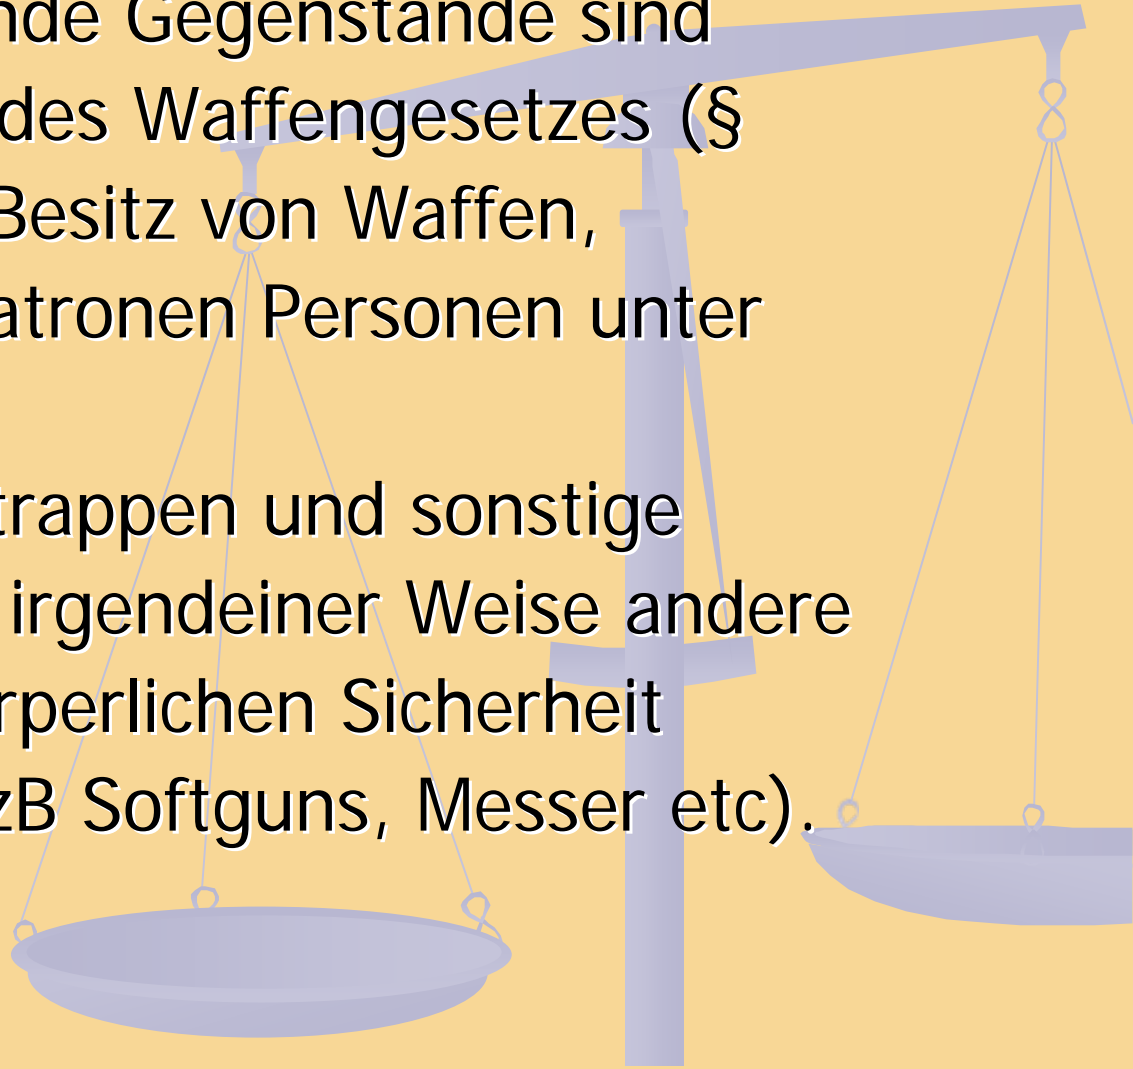 nde Gegenstände sind
des Waffengesetzes (§
Besitz von Waffen,
atronen Personen unter
trappen und sonstige
irgendeiner Weise andere
rperlichen Sicherheit
zB Softguns, Messer etc).